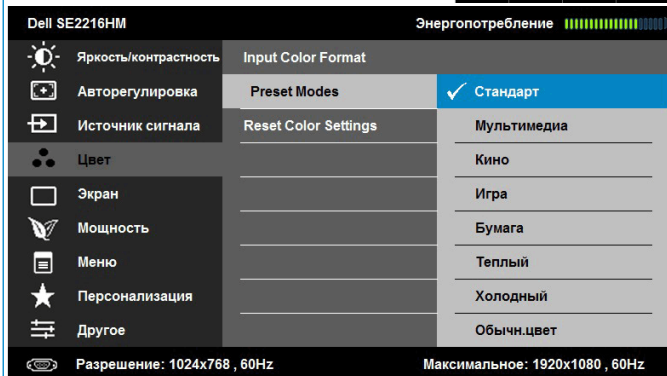 Dell SE2216HM Энергопотребление
Яркость/контрастность Input Color Format
Авторегулировка Preset Modes Стандарт
Источник сигнала Reset Color Settings Мультимедиа
Цвет Кино
Экран Игра
Мощность Бумага
Меню Теплый
Персонализация Холодный
Другое Обычн.цвет
Разрешение: 1024x768 , 60Hz Максимальное: 1920x1080 , 60Hz